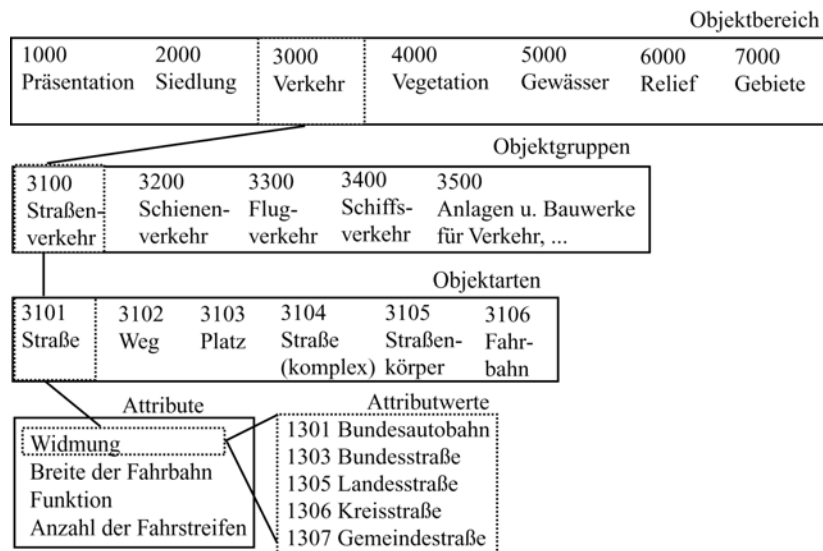 Objektbereich
1000 2000 3000 4000 5000 6000 7000
Präsentation Siedlung Verkehr Vegetation Gewässer Relief Gebiete
Objektgruppen
3100 3200 3300 3400 3500
Straßen- Schienen- Flug- Schiffs- Anlagen u. Bauwerke
verkehr verkehr verkehr verkehr für Verkehr, ...
Objektarten
3101 3102 3103 3104 3105 3106
Straße Weg Platz Straße Straßen- Fahr-
(komplex) körper bahn
Attribute
Widmung
Breite der Fahrbahn
Funktion
Anzahl der Fahrstreifen
Attributwerte
1301 Bundesautobahn
1303 Bundesstraße
1305 Landesstraße
1306 Kreisstraße
1307 Gemeindestraße